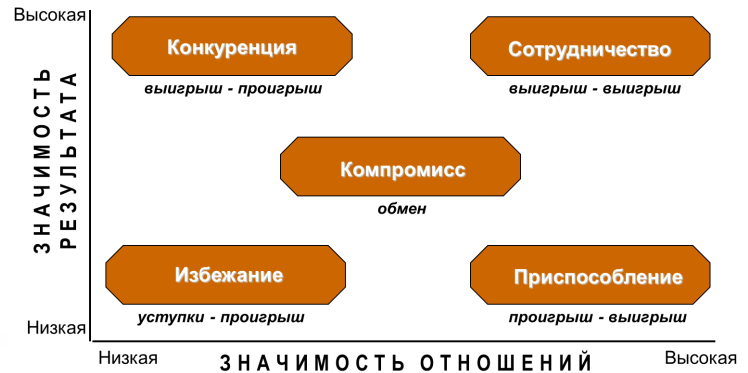 Высокая
Конкуренция
Сотрудничество
выигрыш - проигрыш
выигрыш - выигрыш
ЗНАЧИМОСТЬ
РЕЗУЛЬТАТА
Компромисс
обмен
Избежание
Приспособление
уступки - проигрыш
проигрыш - выигрыш
Низкая
Низкая
ЗНАЧИМОСТЬ ОТНОШЕНИЙ
Высокая